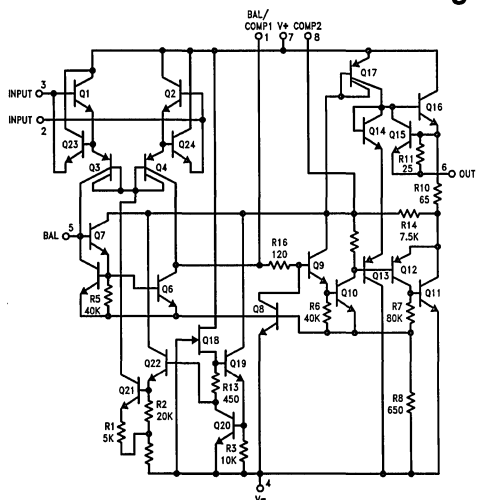 g
BAL/
COMP1 V+ COMP2
1 7 8
Q17
3
INPUT
Q1
Q2
Q16
INPUT
2
Q14
Q15
Q23
Q24
R11
25
6
OUT
Q3
Q4
R10
65
R14
7.5K
5
BAL
Q7
R16
120
Q9
Q12
Q13
Q11
R5
40K
Q6
Q8
R6
40K
Q10
R7
80K
Q18
Q22
Q19
Q21
R13
450
R2
20K
R8
650
R1
5K
Q20
R3
10K
4
V−